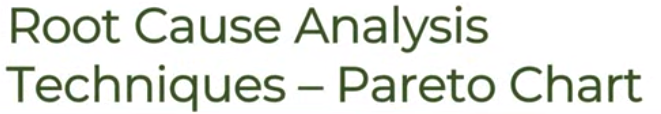 Root Cause Analysis
Techniques – Pareto Chart